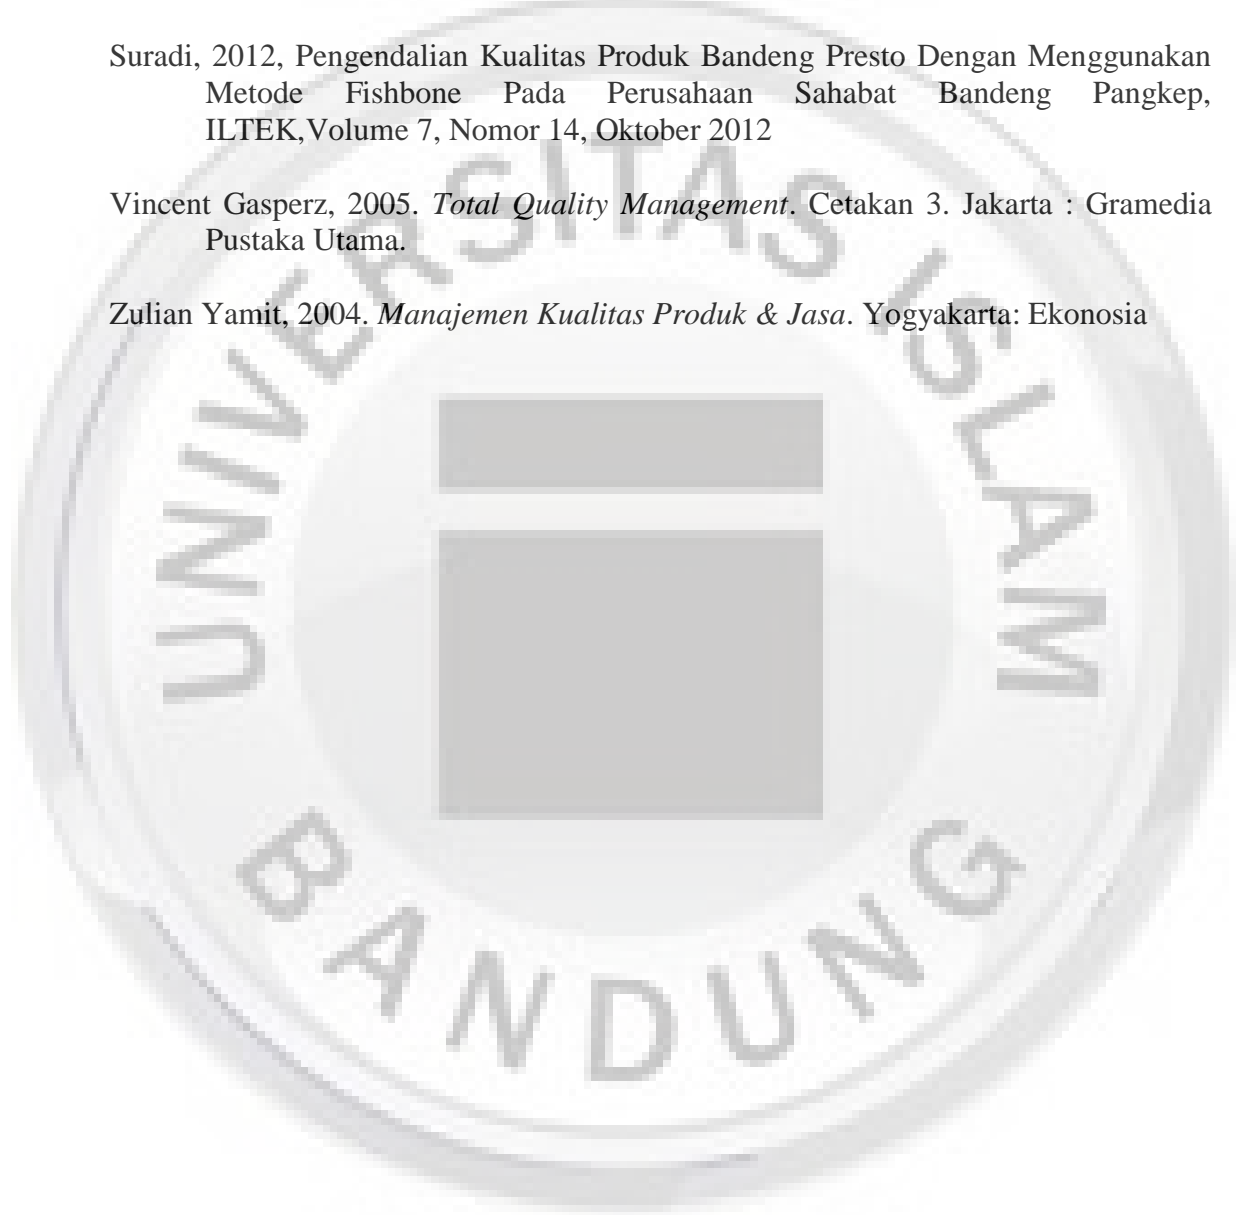 Suradi, 2012, Pengendalian Kualitas Produk Bandeng Presto Dengan Menggunakan
Metode Fishbone Pada Perusahaan Sahabat Bandeng Pangkep,
ILTEK,Volume 7, Nomor 14, Oktober 2012
Vincent Gasperz, 2005. Total Quality Management. Cetakan 3. Jakarta : Gramedia
Pustaka Utama.
Zulian Yamit, 2004. Manajemen Kualitas Produk & Jasa. Yogyakarta: Ekonosia
UNIVERSITAS ISLAM
BANDUNG